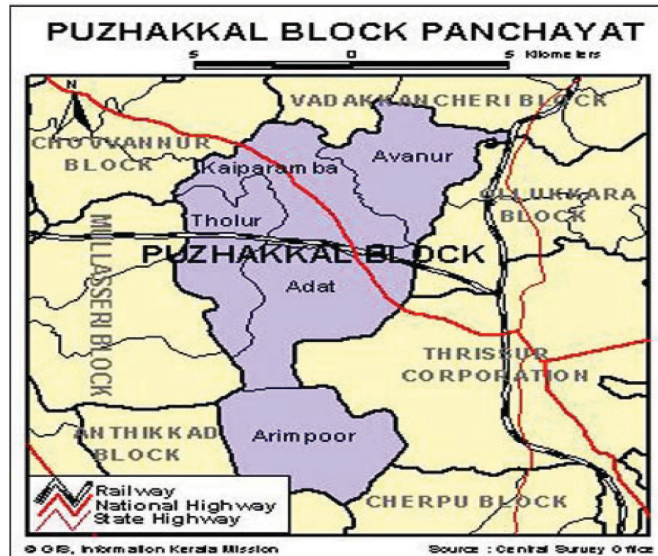 PUZHAKKAL BLOCK PANCHAYAT
5 0 5 Kilometers
N
VADAKKANCHERI BLOCK
CHOVVANNUR
BLOCK
Kaiparamba
Avanur
OLLUKKARA
BLOCK
Tholur
MULLASSERI BLOCK
PUZHAKKAL BLOCK
Adat
THRISSUR
CORPORATION
ANTHIKKAD
BLOCK
Arimpoor
CHERPU BLOCK
Railway
National Highway
State Highway
© GIS, Information Kerala Mission
Source : Central Survey Office